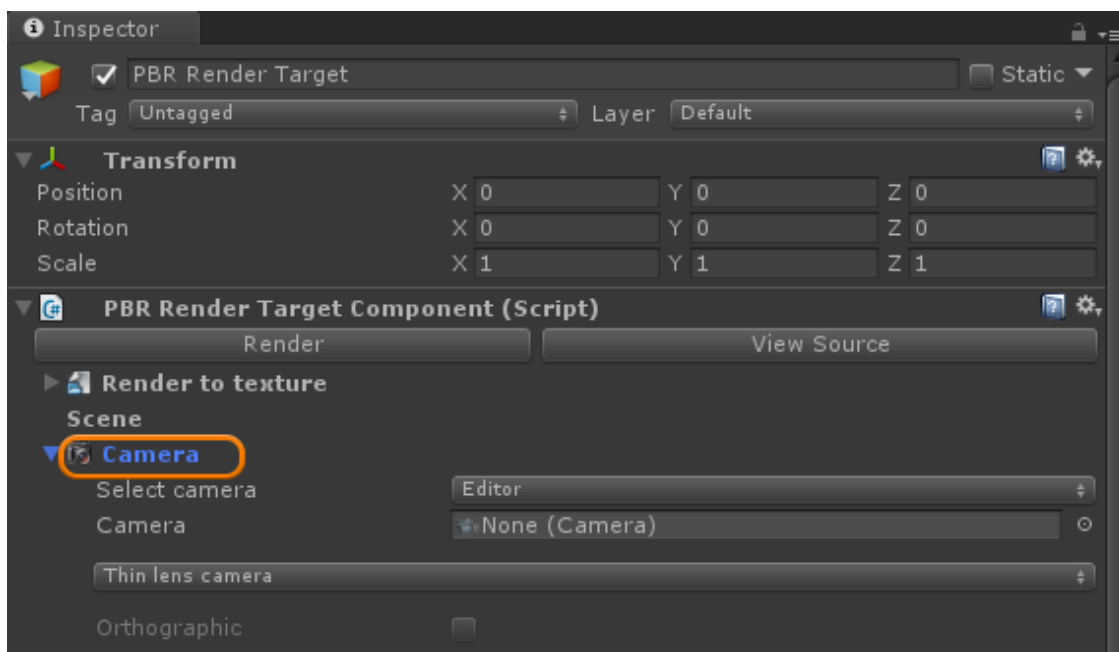 Inspector
PBR Render Target Static
Tag Untagged Layer Default
Transform
Position X 0 Y 0 Z 0
Rotation X 0 Y 0 Z 0
Scale X 1 Y 1 Z 1
C# PBR Render Target Component (Script)
Render View Source
Render to texture
Scene
Camera
Select camera Editor
Camera None (Camera)
Thin lens camera
Orthographic